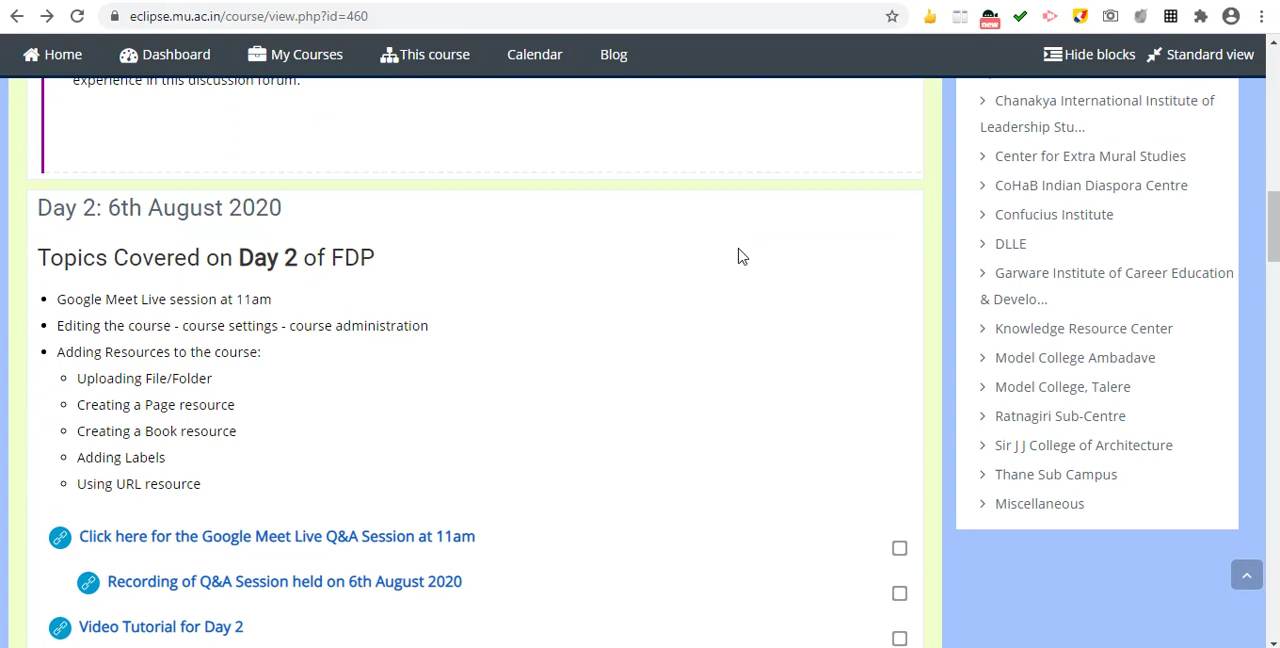 eclipse.mu.ac.in/course/view.php?id=460
new
Home
Dashboard
My Courses
This course
Calendar
Blog
Hide blocks
Standard view
experience in this discussion forum.
Day 2: 6th August 2020
Topics Covered on Day 2 of FDP
Google Meet Live session at 11am
Editing the course - course settings - course administration
Adding Resources to the course:
Uploading File/Folder
Creating a Page resource
Creating a Book resource
Adding Labels
Using URL resource
Click here for the Google Meet Live Q&A Session at 11am
Recording of Q&A Session held on 6th August 2020
Video Tutorial for Day 2
Chanakya International Institute of
Leadership Stu...
Center for Extra Mural Studies
CoHaB Indian Diaspora Centre
Confucius Institute
DLLE
Garware Institute of Career Education
& Develo...
Knowledge Resource Center
Model College Ambadave
Model College, Talere
Ratnagiri Sub-Centre
Sir J J College of Architecture
Thane Sub Campus
Miscellaneous